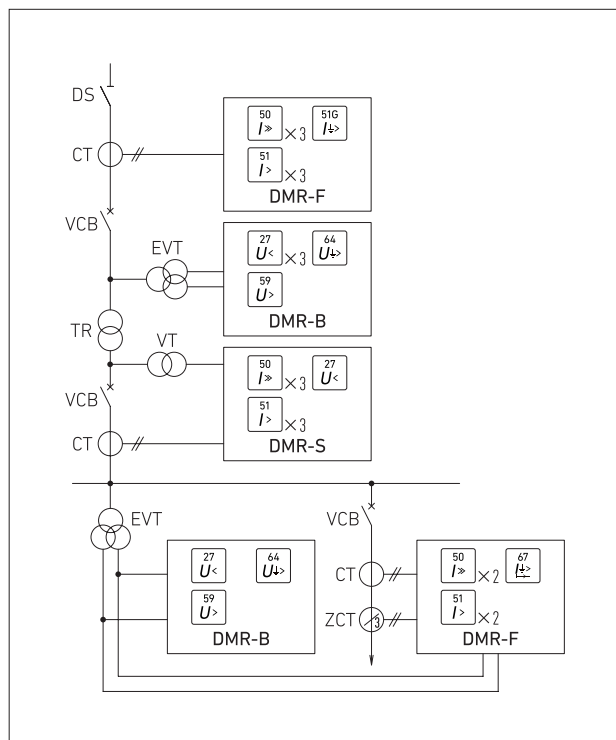 DS
50 51G
I≫ ×3 I⏚>
CT
51
I> ×3
DMR-F
VCB
EVT
27 64
U< ×3 U⏚>
59
U>
DMR-B
TR
VT
50 27
I≫ ×3 U<
VCB
51
I> ×3
CT
DMR-S
EVT
VCB
27 64
U< U⏚>
59
U>
DMR-B
50 67
CT
I≫ ×2 I⏚>
51
ZCT 3
I> ×2
DMR-F